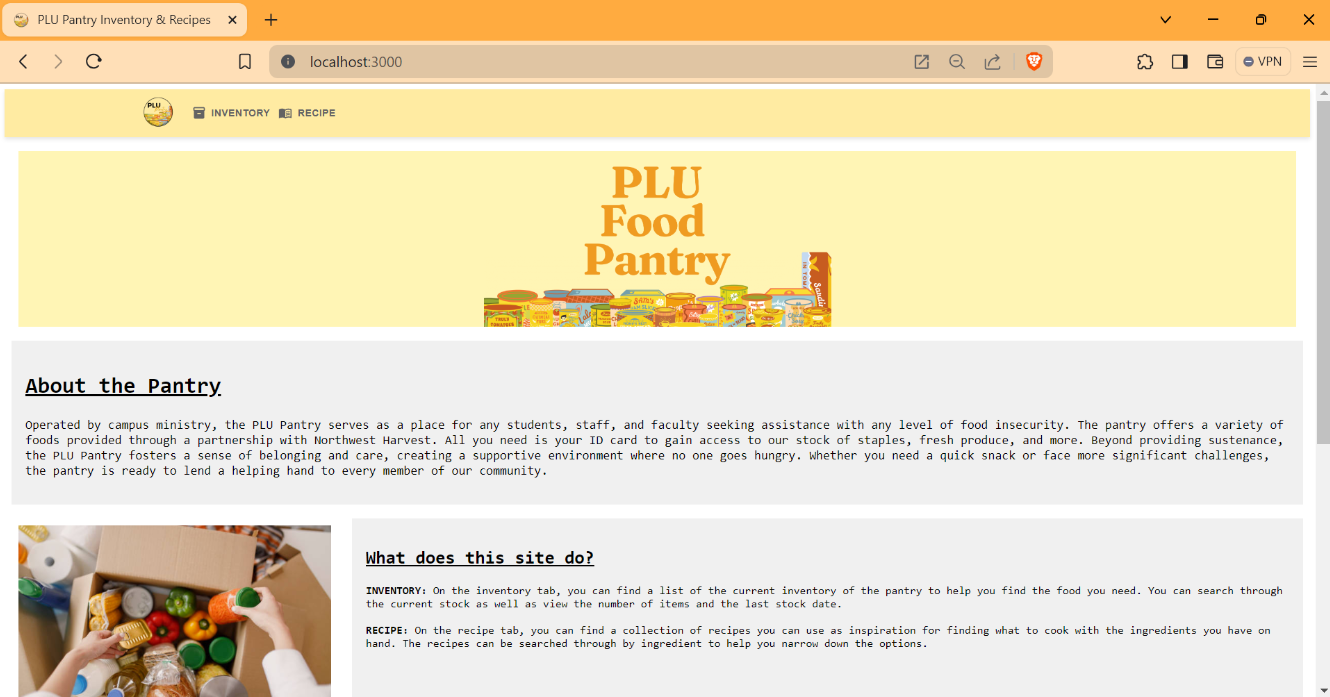 PLU Pantry Inventory & Recipes
localhost:3000
VPN
PLU
INVENTORY
RECIPE
PLU
Food
Pantry
About the Pantry
Operated by campus ministry, the PLU Pantry serves as a place for any students, staff, and faculty seeking assistance with any level of food insecurity. The pantry offers a variety of
foods provided through a partnership with Northwest Harvest. All you need is your ID card to gain access to our stock of staples, fresh produce, and more. Beyond providing sustenance,
the PLU Pantry fosters a sense of belonging and care, creating a supportive environment where no one goes hungry. Whether you need a quick snack or face more significant challenges,
the pantry is ready to lend a helping hand to every member of our community.
What does this site do?
INVENTORY: On the inventory tab, you can find a list of the current inventory of the pantry to help you find the food you need. You can search through
the current stock as well as view the number of items and the last stock date.
RECIPE: On the recipe tab, you can find a collection of recipes you can use as inspiration for finding what to cook with the ingredients you have on
hand. The recipes can be searched through by ingredient to help you narrow down the options.